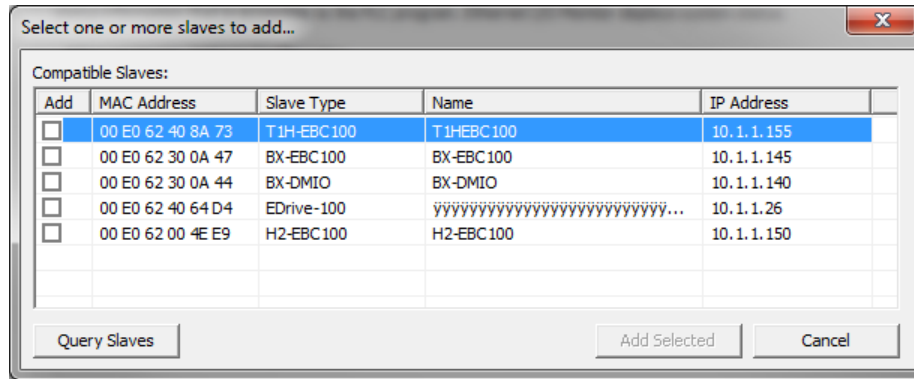 Select one or more slaves to add...
Compatible Slaves:
Add MAC Address Slave Type Name IP Address
00 E0 62 40 8A 73 T1H-EBC100 T1HEBC100 10.1.1.155
00 E0 62 30 0A 47 BX-EBC100 BX-EBC100 10.1.1.145
00 E0 62 30 0A 44 BX-DMIO BX-DMIO 10.1.1.140
00 E0 62 40 64 D4 EDrive-100 ÿÿÿÿÿÿÿÿÿÿÿÿÿÿÿÿÿÿÿÿÿÿÿÿÿÿ... 10.1.1.26
00 E0 62 00 4E E9 H2-EBC100 H2-EBC100 10.1.1.150
Query Slaves Add Selected Cancel